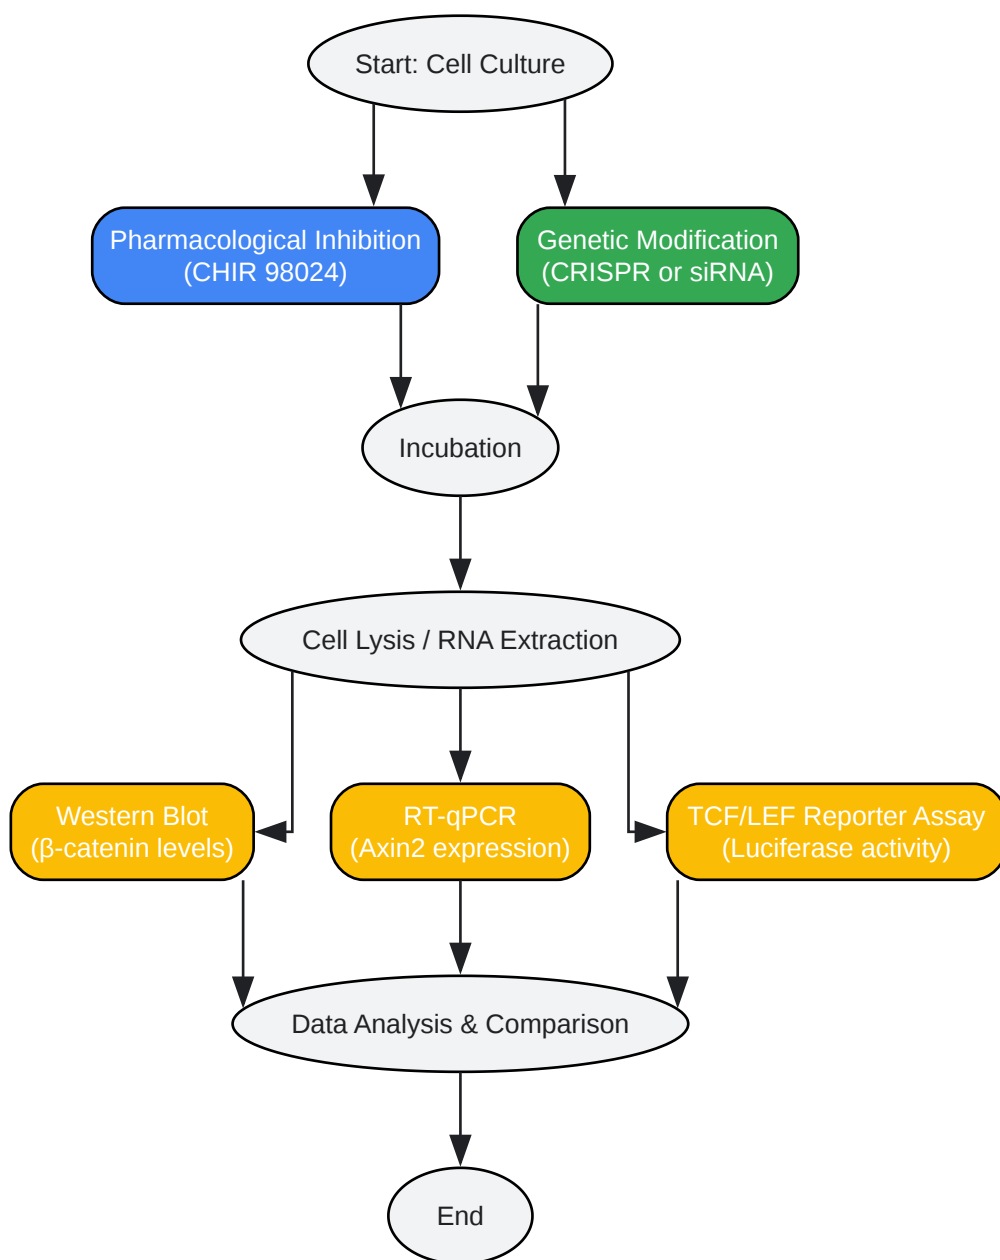 Start: Cell Culture
Pharmacological Inhibition
(CHIR 98024)
Genetic Modification
(CRISPR or siRNA)
Incubation
Cell Lysis / RNA Extraction
Western Blot
(β-catenin levels)
RT-qPCR
(Axin2 expression)
TCF/LEF Reporter Assay
(Luciferase activity)
Data Analysis & Comparison
End